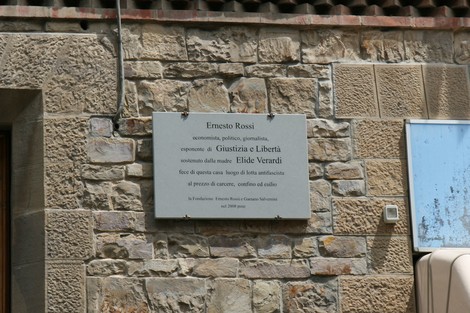 Ernesto Rossi
economista, politico, giornalista,
esponente di Giustizia e Libertà
sostenuto dalla madre Elide Verardi
fece di questa casa luogo di lotta antifascista
al prezzo di carcere, confino ed esilio
la Fondazione Ernesto Rossi e Gaetano Salvemini
nel 2008 pose